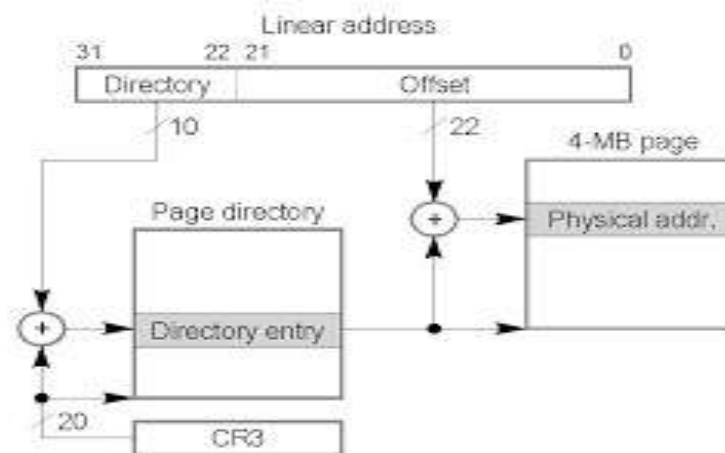 Linear address
31 22 21 0
Directory Offset
10 22
4-MB page
Page directory
+ Physical addr.
+ Directory entry
20
CR3